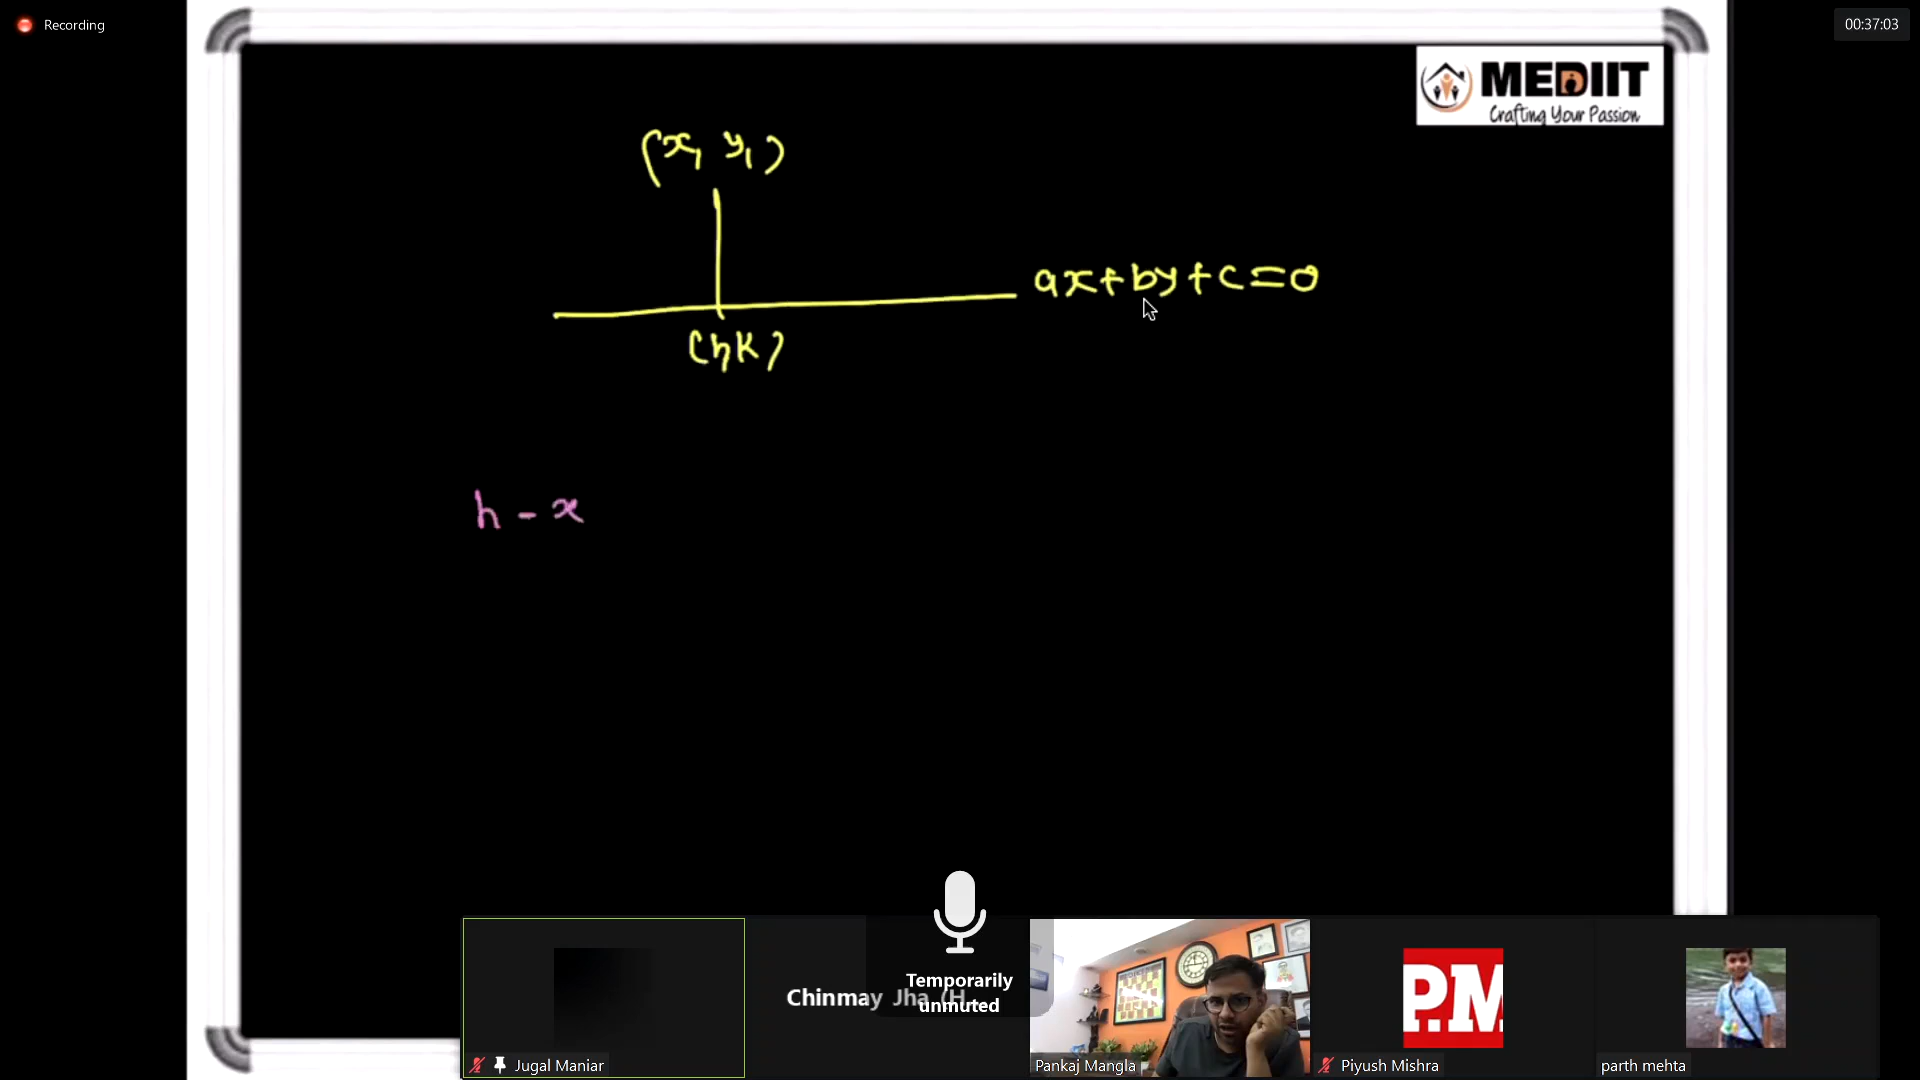 Recording
00:37:03
MEDIIT
Crafting Your Passion
(x₁ y₁)
ax+by+c=0
(h k)
h - x
Temporarily
unmuted
Chinmay Jha (H...
P.M
Jugal Maniar
Pankaj Mangla
Piyush Mishra
parth mehta